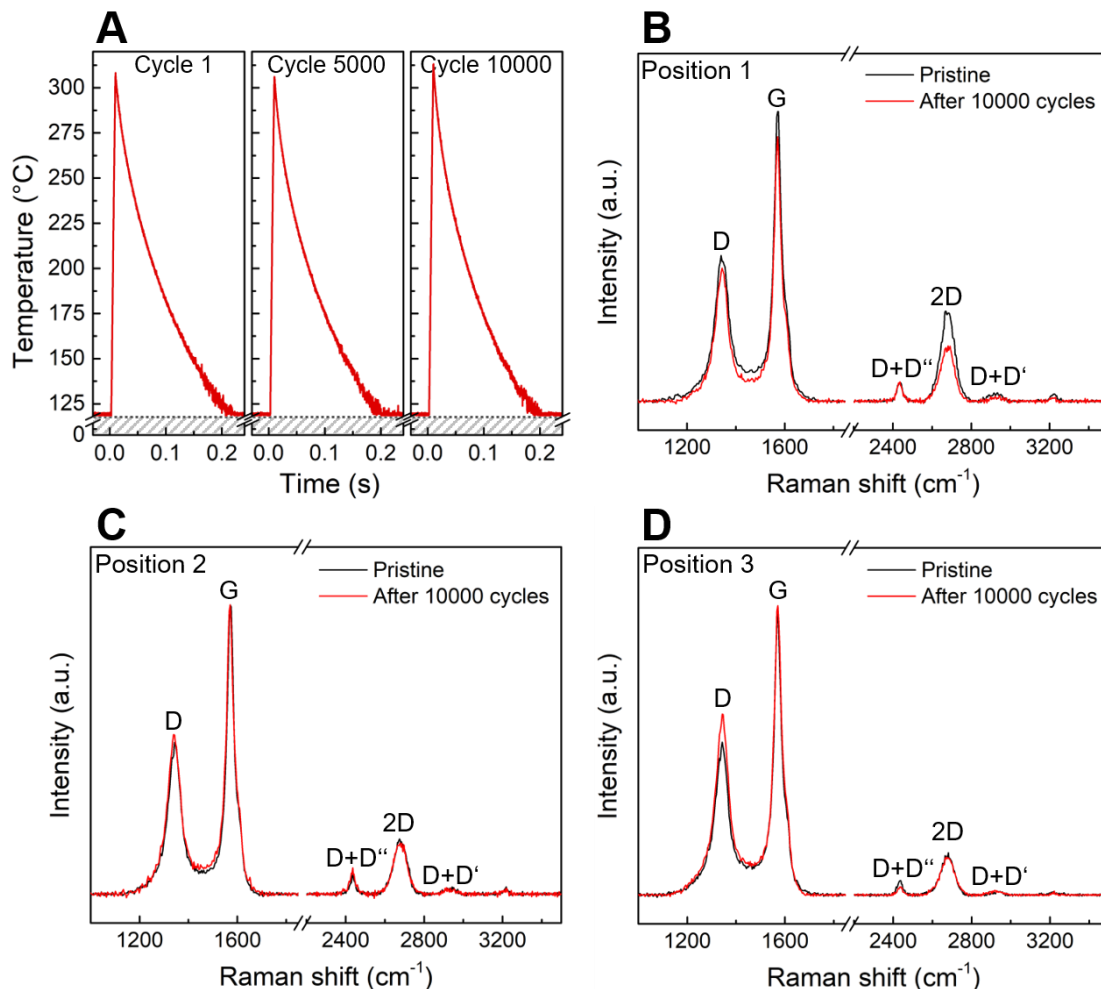 A
Cycle 1
Cycle 5000
Cycle 10000
Temperature (°C)
300
275
250
225
200
175
150
125
0
0.0 0.1 0.2
0.0 0.1 0.2
0.0 0.1 0.2
Time (s)
B
Position 1
Pristine
After 10000 cycles
D
G
D+D“
2D
D+D‘
Intensity (a.u.)
1200 1600 2400 2800 3200
Raman shift (cm-1)
C
Position 2
Pristine
After 10000 cycles
D
G
D+D“
2D
D+D‘
Intensity (a.u.)
1200 1600 2400 2800 3200
Raman shift (cm-1)
D
Position 3
Pristine
After 10000 cycles
D
G
D+D“
2D
D+D‘
Intensity (a.u.)
1200 1600 2400 2800 3200
Raman shift (cm-1)